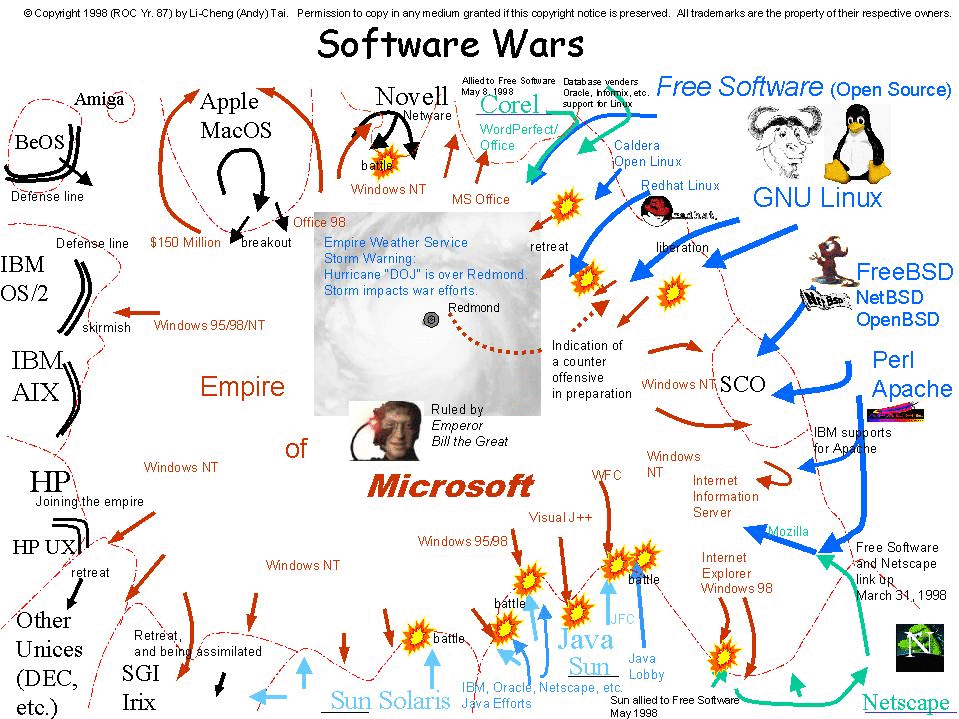 © Copyright 1998 (ROC Yr. 87) by Li-Cheng (Andy) Tai.   Permission to copy in any medium granted if this copyright notice is preserved.  All trademarks are the property of their respective owners.
Software Wars
Amiga
BeOS
Defense line
Apple
MacOS
$150 Million
breakout
Office 98
Novell
Netware
battle
Windows NT
Allied to Free Software
May 8, 1998
Corel
WordPerfect/
Office
MS Office
Database venders
Oracle, Informix, etc.
support for Linux
Free Software (Open Source)
Caldera
Open Linux
Redhat Linux
redhat.
GNU Linux
retreat
liberation
Defense line
IBM
OS/2
skirmish
Windows 95/98/NT
Empire Weather Service
Storm Warning:
Hurricane "DOJ" is over Redmond.
Storm impacts war efforts.
Redmond
FreeBSD
NetBSD
OpenBSD
Net BSD
Indication of
a counter
offensive
in preparation
Windows NT
SCO
Perl
Apache
IBM supports
for Apache
IBM
AIX
Empire
of
Microsoft
Ruled by
Emperor
Bill the Great
HP
Joining the empire
Windows NT
HP UX
retreat
Windows NT
Windows 95/98
Visual J++
WFC
Windows
NT
Internet
Information
Server
Mozilla
Internet
Explorer
Windows 98
Free Software
and Netscape
link up
March 31, 1998
Other
Unices
(DEC,
etc.)
Retreat,
and being assimilated
SGI
Irix
battle
Sun Solaris
battle
battle
Java
Sun
JFC
IBM, Oracle, Netscape, etc.
Java Efforts
Java
Lobby
Sun allied to Free Software
May 1998
N
Netscape